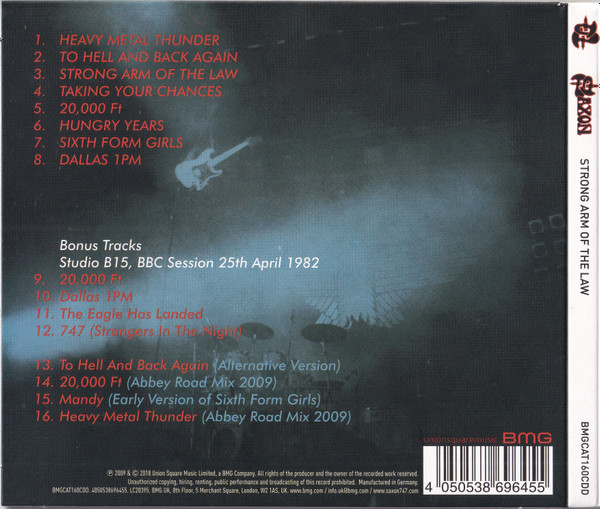 1. HEAVY METAL THUNDER
2. TO HELL AND BACK AGAIN
3. STRONG ARM OF THE LAW
4. TAKING YOUR CHANCES
5. 20,000 Ft
6. HUNGRY YEARS
7. SIXTH FORM GIRLS
8. DALLAS 1PM
Bonus Tracks
Studio B15, BBC Session 25th April 1982
9. 20,000 Ft
10. Dallas 1PM
11. The Eagle Has Landed
12. 747 (Strangers In The Night)
13. To Hell And Back Again (Alternative Version)
14. 20,000 Ft (Abbey Road Mix 2009)
15. Mandy (Early Version of Sixth Form Girls)
16. Heavy Metal Thunder (Abbey Road Mix 2009)
unionsquaremusic BMG
℗ 2009 & © 2018 Union Square Music Limited, a BMG Company. All rights of the producer and the owner of the recorded work reserved.
Unauthorized copying, hiring, renting, public performance and broadcasting of this record prohibited. Manufactured in Germany.
BMGCAT160CDD. 4050538696455. LC20395. BMG UK, 8th Floor, 5 Merchant Square, London, W2 1AS, UK. www.bmg.com / info.uk@bmg.com | www.saxon747.com
4 050538 696455
SAXON
STRONG ARM OF THE LAW
BMGCAT160CDD